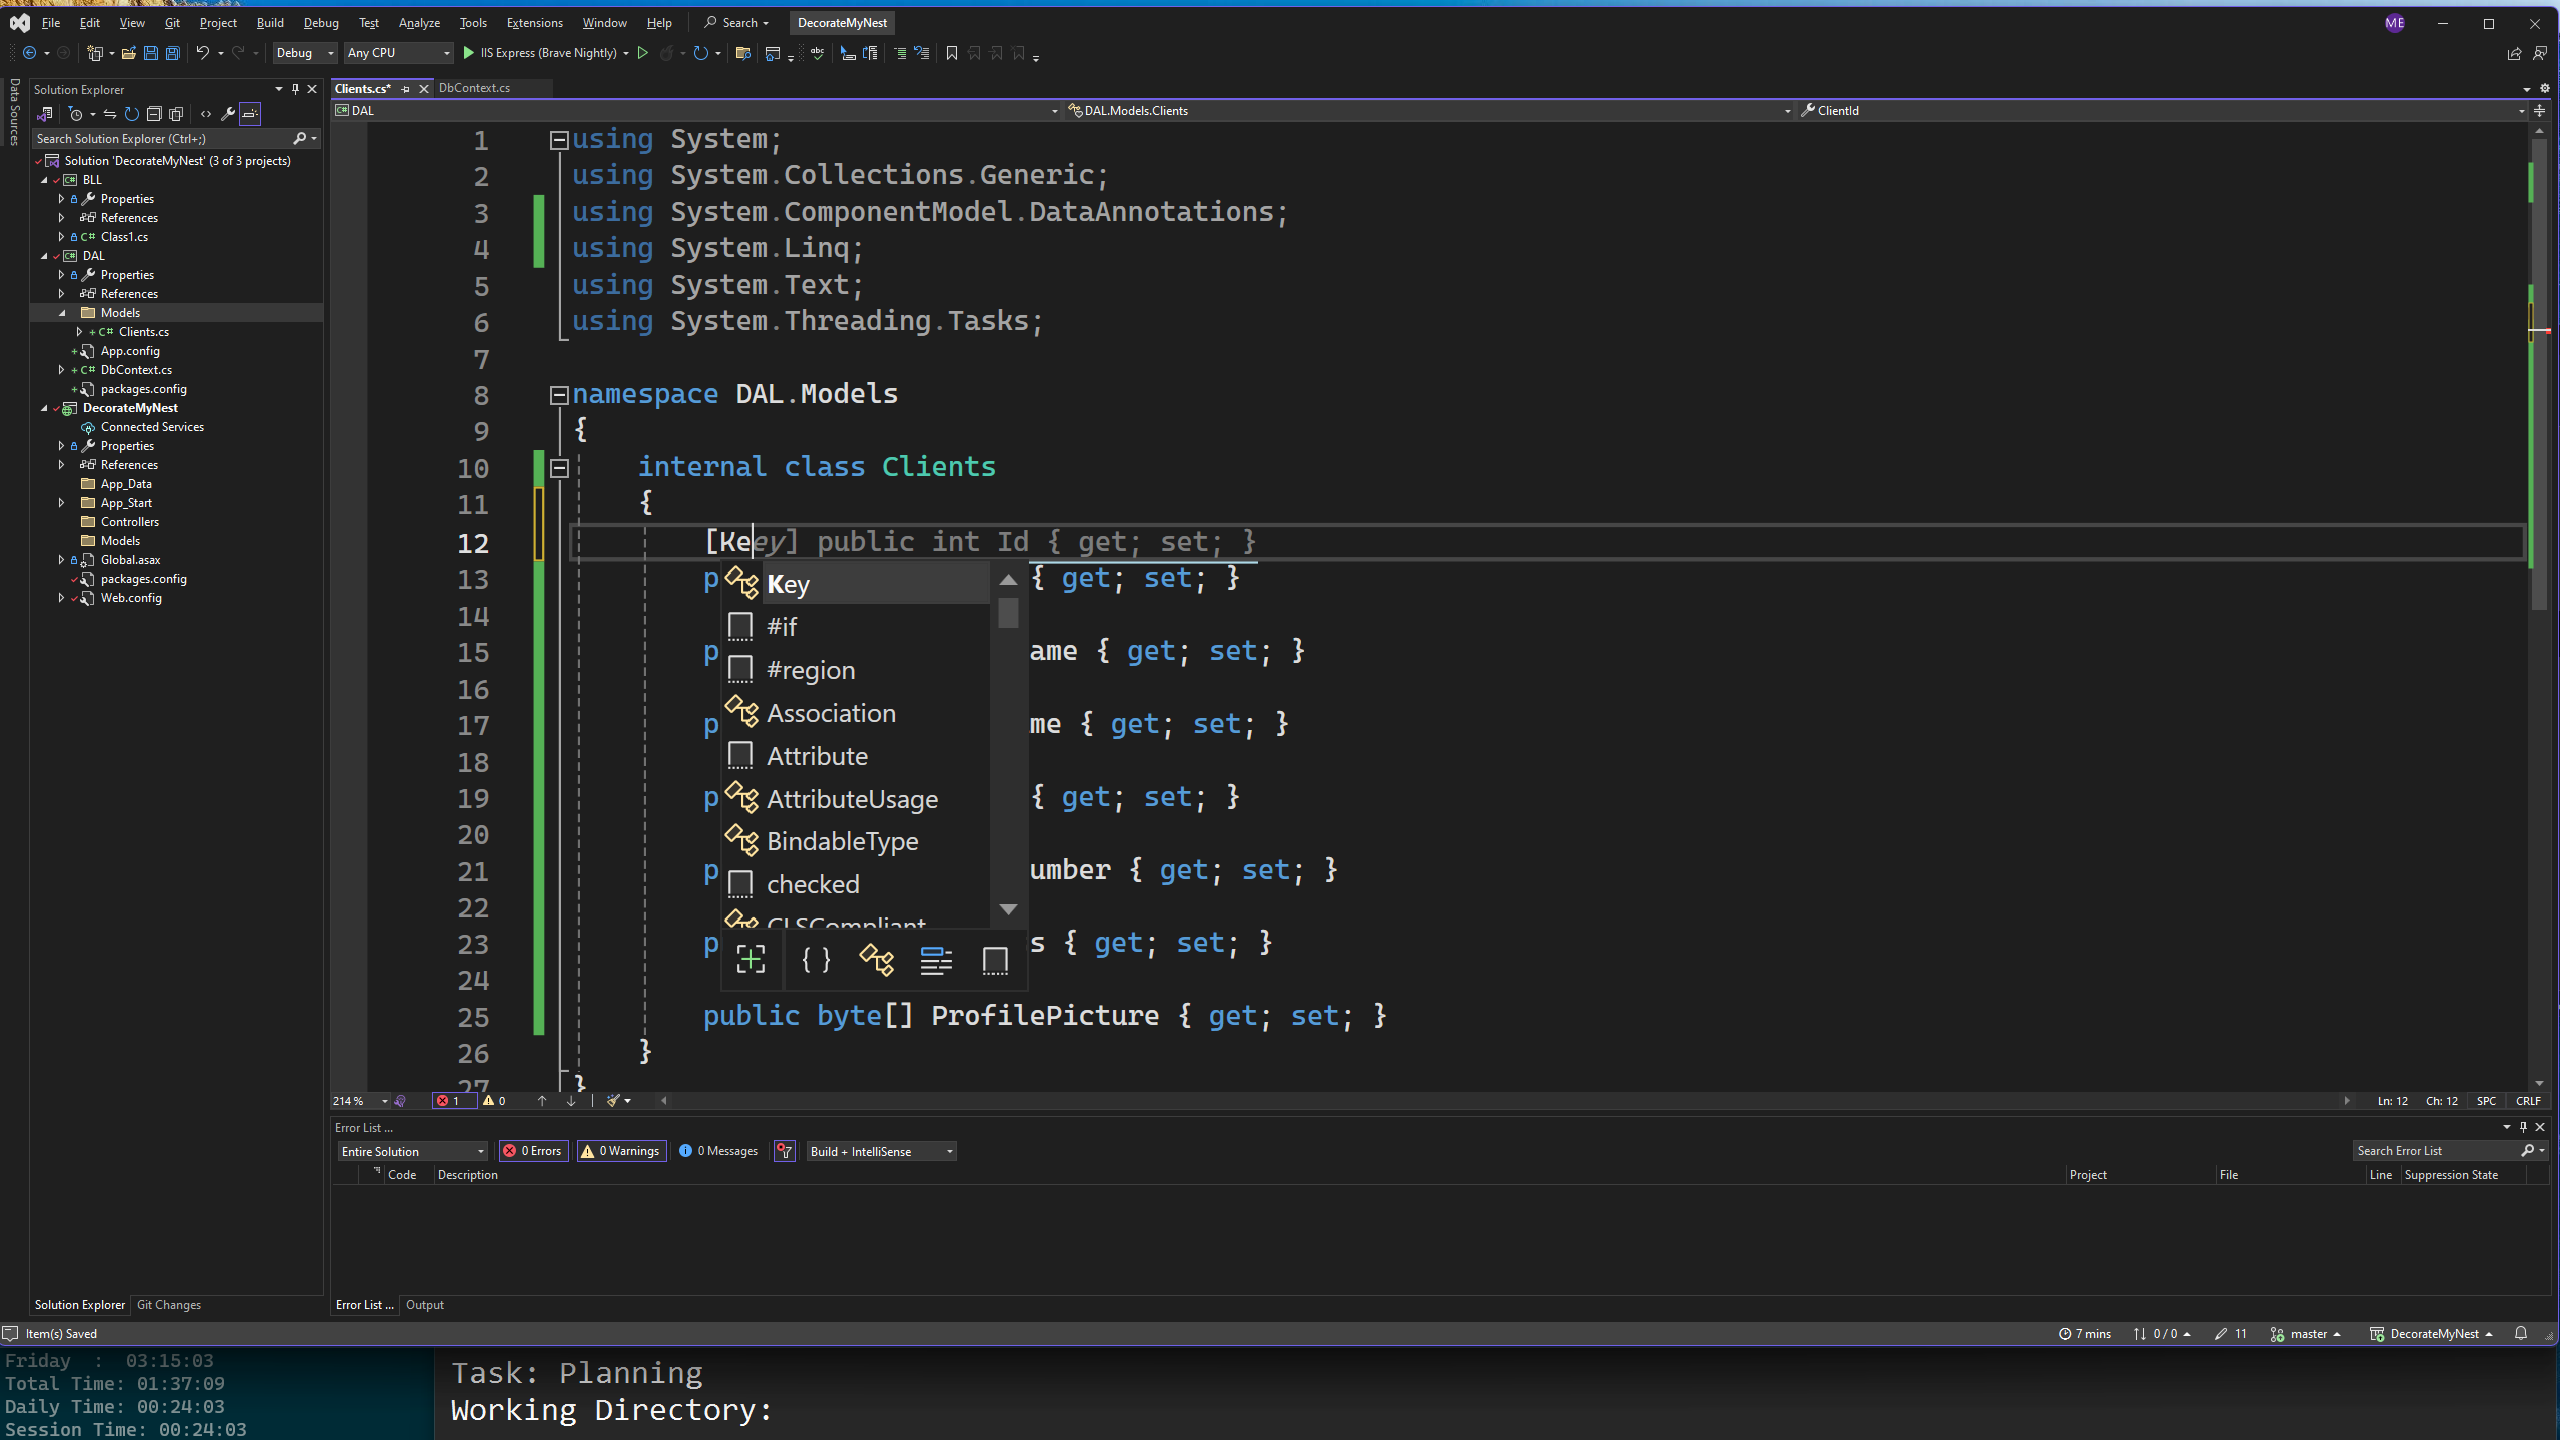 File Edit View Git Project Build Debug Test Analyze Tools Extensions Window Help Search DecorateMyNest ME
Debug Any CPU IIS Express (Brave Nightly) abc
Data Sources
Solution Explorer
Search Solution Explorer (Ctrl+;)
Solution 'DecorateMyNest' (3 of 3 projects)
C# BLL
Properties
References
C# Class1.cs
C# DAL
Properties
References
Models
+ C# Clients.cs
+ App.config
+ C# DbContext.cs
+ packages.config
DecorateMyNest
Connected Services
Properties
References
App_Data
App_Start
Controllers
Models
Global.asax
packages.config
Web.config
Solution Explorer Git Changes
Clients.cs* DbContext.cs
C# DAL DAL.Models.Clients ClientId
1 using System;
2 using System.Collections.Generic;
3 using System.ComponentModel.DataAnnotations;
4 using System.Linq;
5 using System.Text;
6 using System.Threading.Tasks;
7
8 namespace DAL.Models
9 {
10 internal class Clients
11 {
12 [Keey] public int Id { get; set; }
13 p { get; set; }
14
15 p ame { get; set; }
16
17 p me { get; set; }
18
19 p { get; set; }
20
21 p umber { get; set; }
22
23 p s { get; set; }
24
25 public byte[] ProfilePicture { get; set; }
26 }
27 }
Key
#if
#region
Association
Attribute
AttributeUsage
BindableType
checked
CLSCompliant
{ }
214 % 1 0 Ln: 12 Ch: 12 SPC CRLF
Error List ...
Entire Solution 0 Errors 0 Warnings 0 Messages Build + IntelliSense Search Error List
Code Description Project File Line Suppression State
Error List ... Output
Item(s) Saved 7 mins 0 / 0 11 master DecorateMyNest
Friday : 03:15:03
Total Time: 01:37:09
Daily Time: 00:24:03
Session Time: 00:24:03
Task: Planning
Working Directory: